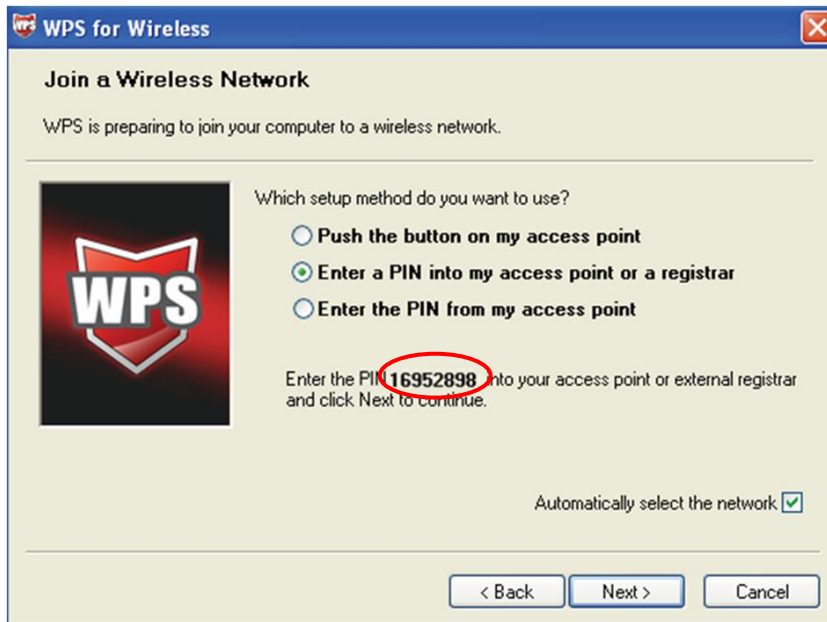 WPS for Wireless
Join a Wireless Network
WPS is preparing to join your computer to a wireless network.
Which setup method do you want to use?
Push the button on my access point
Enter a PIN into my access point or a registrar
Enter the PIN from my access point
WPS
Enter the PIN 16952898 into your access point or external registrar
and click Next to continue.
Automatically select the network
< Back
Next >
Cancel